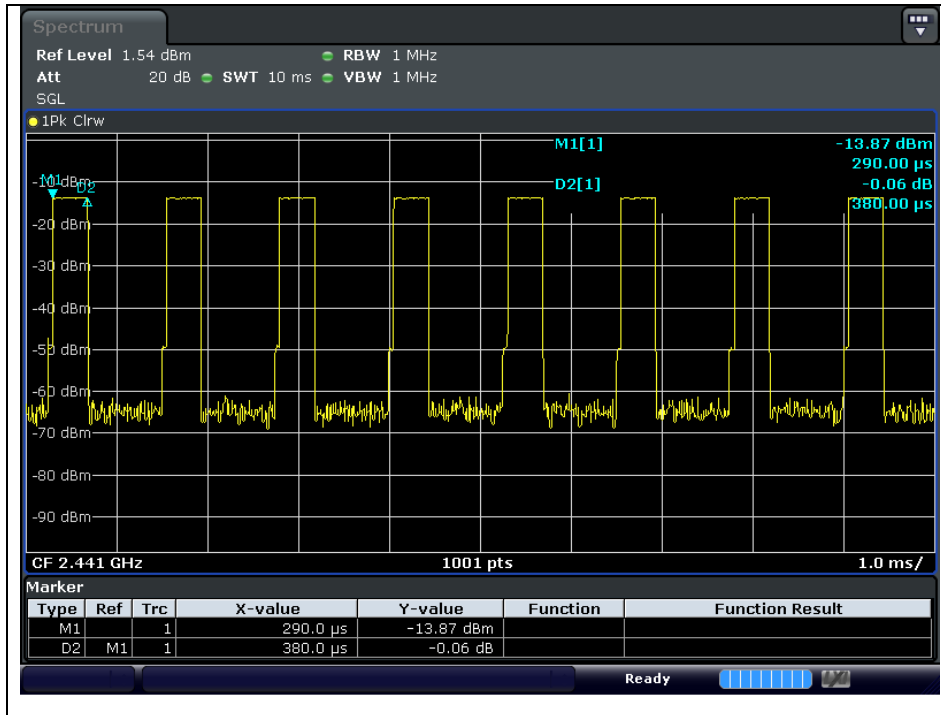 Spectrum
Ref Level 1.54 dBm RBW 1 MHz
Att 20 dB SWT 10 ms VBW 1 MHz
SGL
1Pk Clrw
M1[1] -13.87 dBm
290.00 µs
D2[1] -0.06 dB
380.00 µs
M1
D2
-10 dBm
-20 dBm
-30 dBm
-40 dBm
-50 dBm
-60 dBm
-70 dBm
-80 dBm
-90 dBm
CF 2.441 GHz 1001 pts 1.0 ms/
Marker
Type Ref Trc X-value Y-value Function Function Result
M1 1 290.0 µs -13.87 dBm
D2 M1 1 380.0 µs -0.06 dB
Ready